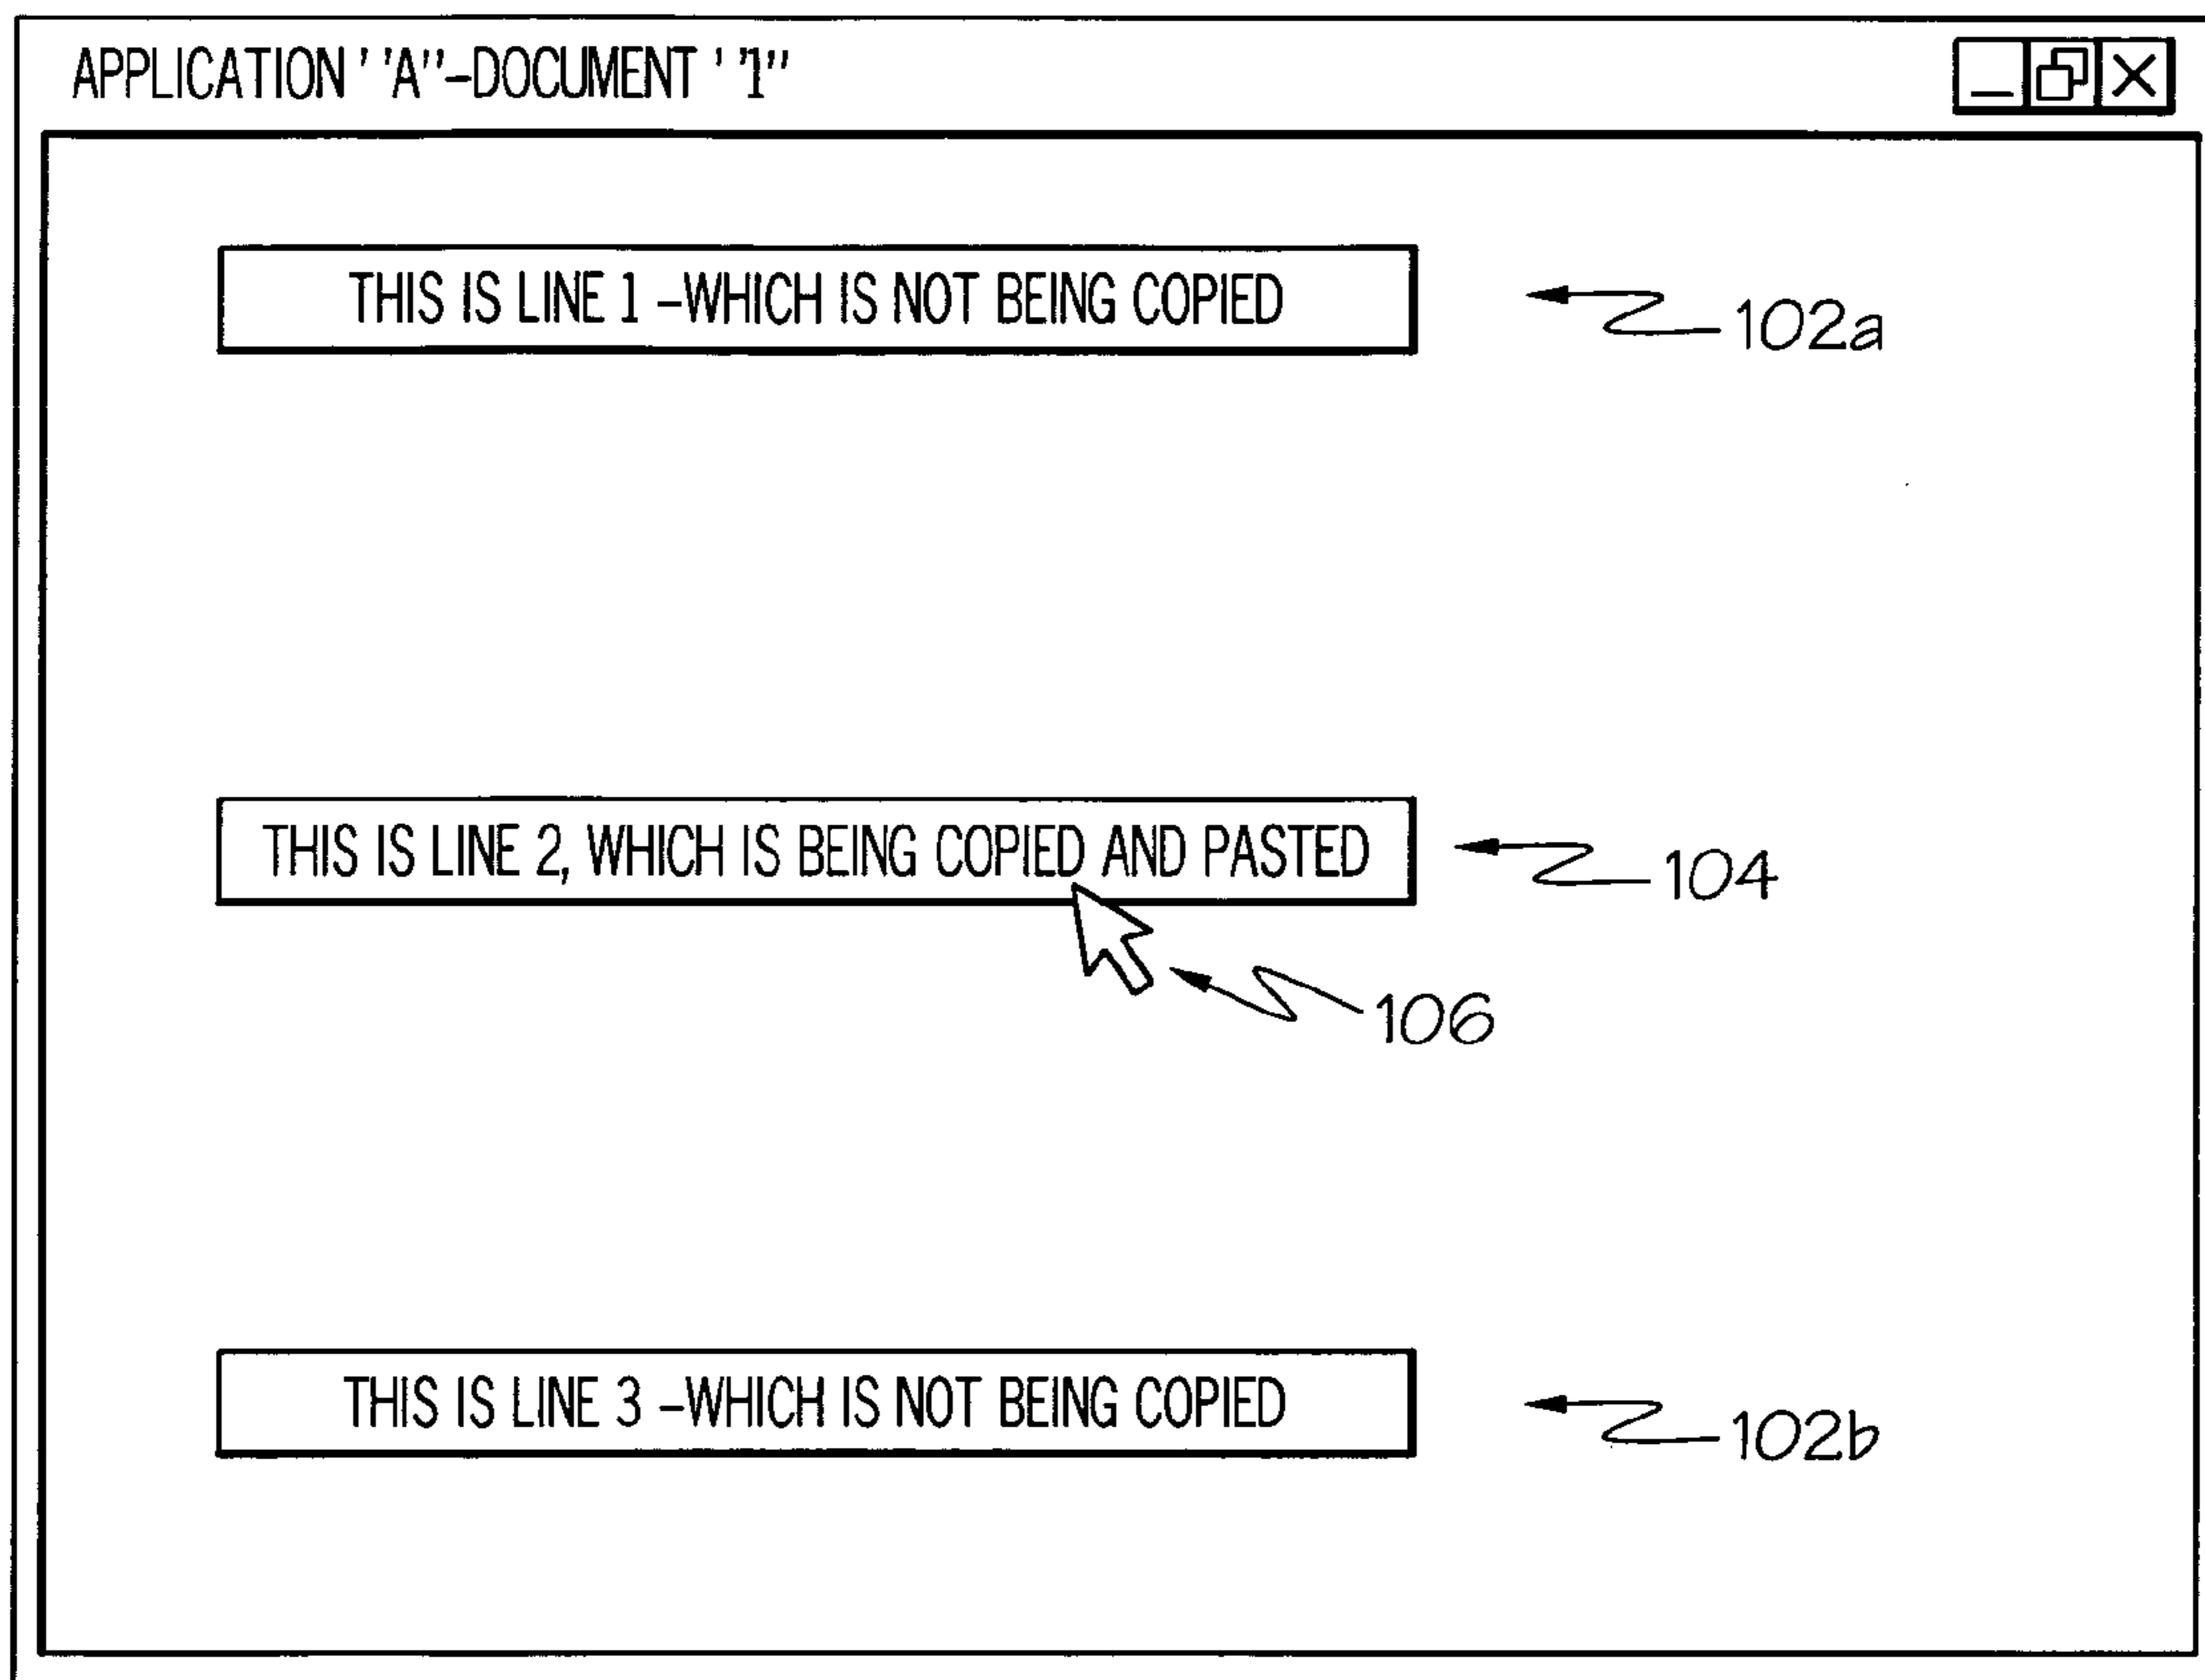 APPLICATION ''A''-DOCUMENT ''1''
THIS IS LINE 1 -WHICH IS NOT BEING COPIED
102a
THIS IS LINE 2, WHICH IS BEING COPIED AND PASTED
104
106
THIS IS LINE 3 -WHICH IS NOT BEING COPIED
102b